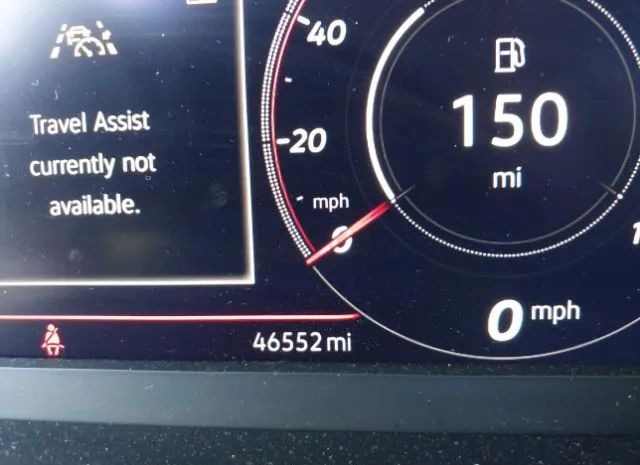 Travel Assist
currently not
available.
40
20
mph
0
150
mi
0 mph
46552 mi